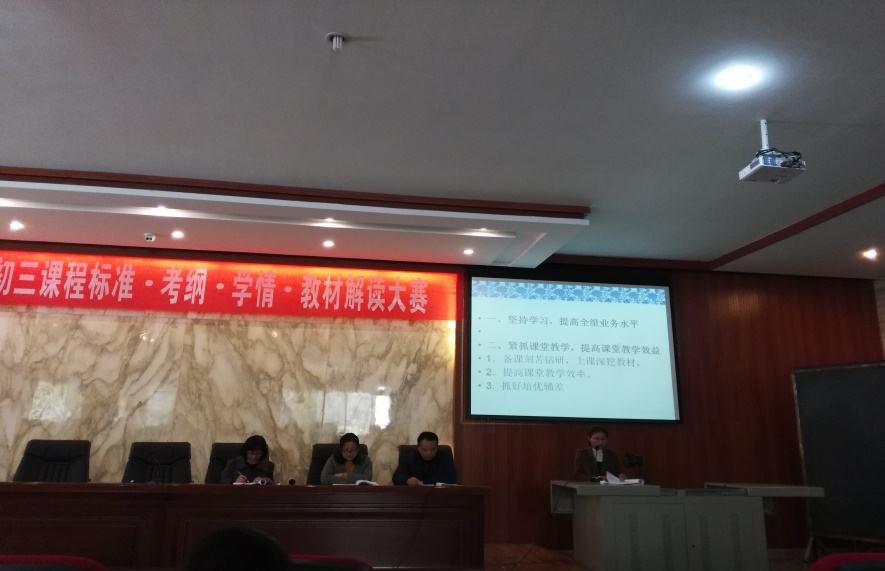 初三课程标准·考纲·学情·教材解读大赛
• 一、坚持学习，提高全组业务水平
•
• 二、紧抓课堂教学，提高课堂教学效益
• 1．备课刻苦钻研，上课深挖教材。
• 2．提高课堂教学效率。
• 3．抓好培优辅差